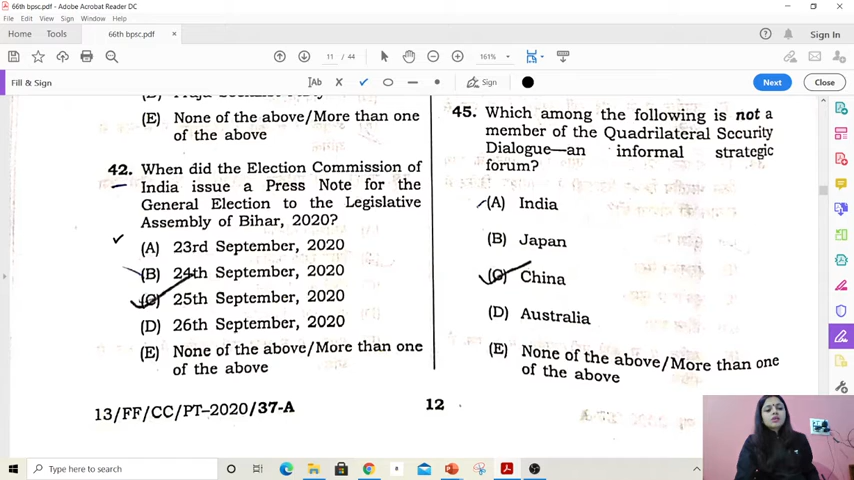 66th bpsc.pdf - Adobe Acrobat Reader DC
File Edit View Sign Window Help
Home Tools 66th bpsc.pdf × Sign In
11 / 44 161%
Fill & Sign Ab Sign Next Close
(E) None of the above/More than one
of the above
42. When did the Election Commission of
India issue a Press Note for the
General Election to the Legislative
Assembly of Bihar, 2020?
(A) 23rd September, 2020
(B) 24th September, 2020
(C) 25th September, 2020
(D) 26th September, 2020
(E) None of the above/More than one
of the above
13/FF/CC/PT–2020/37-A
12
45. Which among the following is not a
member of the Quadrilateral Security
Dialogue—an informal strategic
forum?
(A) India
(B) Japan
(C) China
(D) Australia
(E) None of the above/More than one
of the above
Type here to search